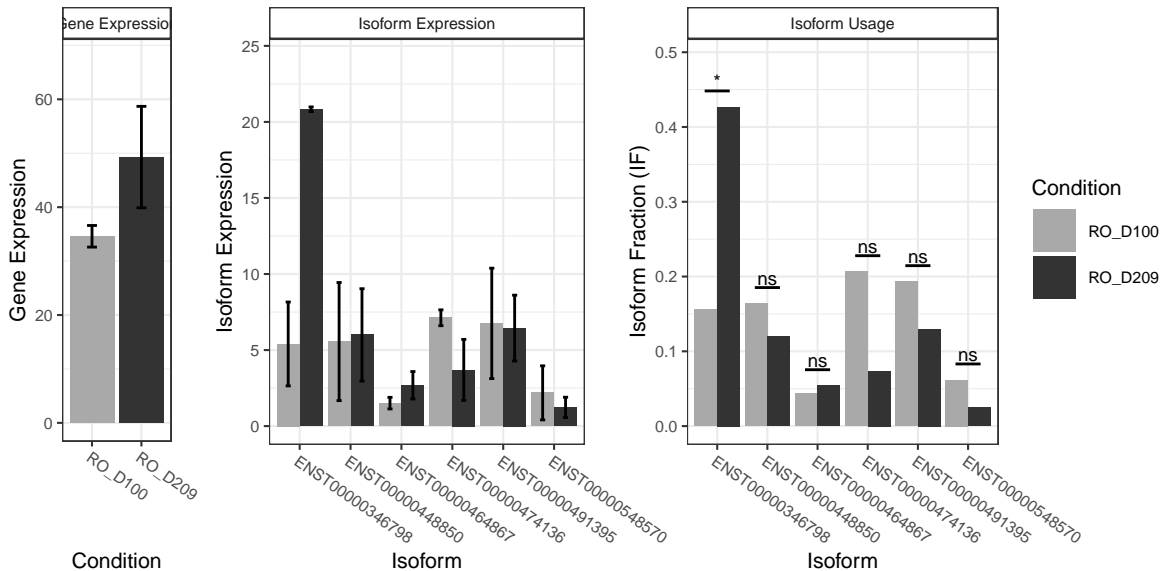 Gene Expression
Isoform Expression
Isoform Usage
Gene Expression
60
40
20
0
RO_D100
RO_D209
Condition
Isoform Expression
25
20
15
10
5
0
ENST00000346798
ENST00000448850
ENST00000464867
ENST00000474136
ENST00000491395
ENST00000548570
Isoform
Isoform Fraction (IF)
0.5
0.4
0.3
0.2
0.1
0.0
*
ns
ns
ns
ns
ns
ENST00000346798
ENST00000448850
ENST00000464867
ENST00000474136
ENST00000491395
ENST00000548570
Isoform
Condition
RO_D100
RO_D209